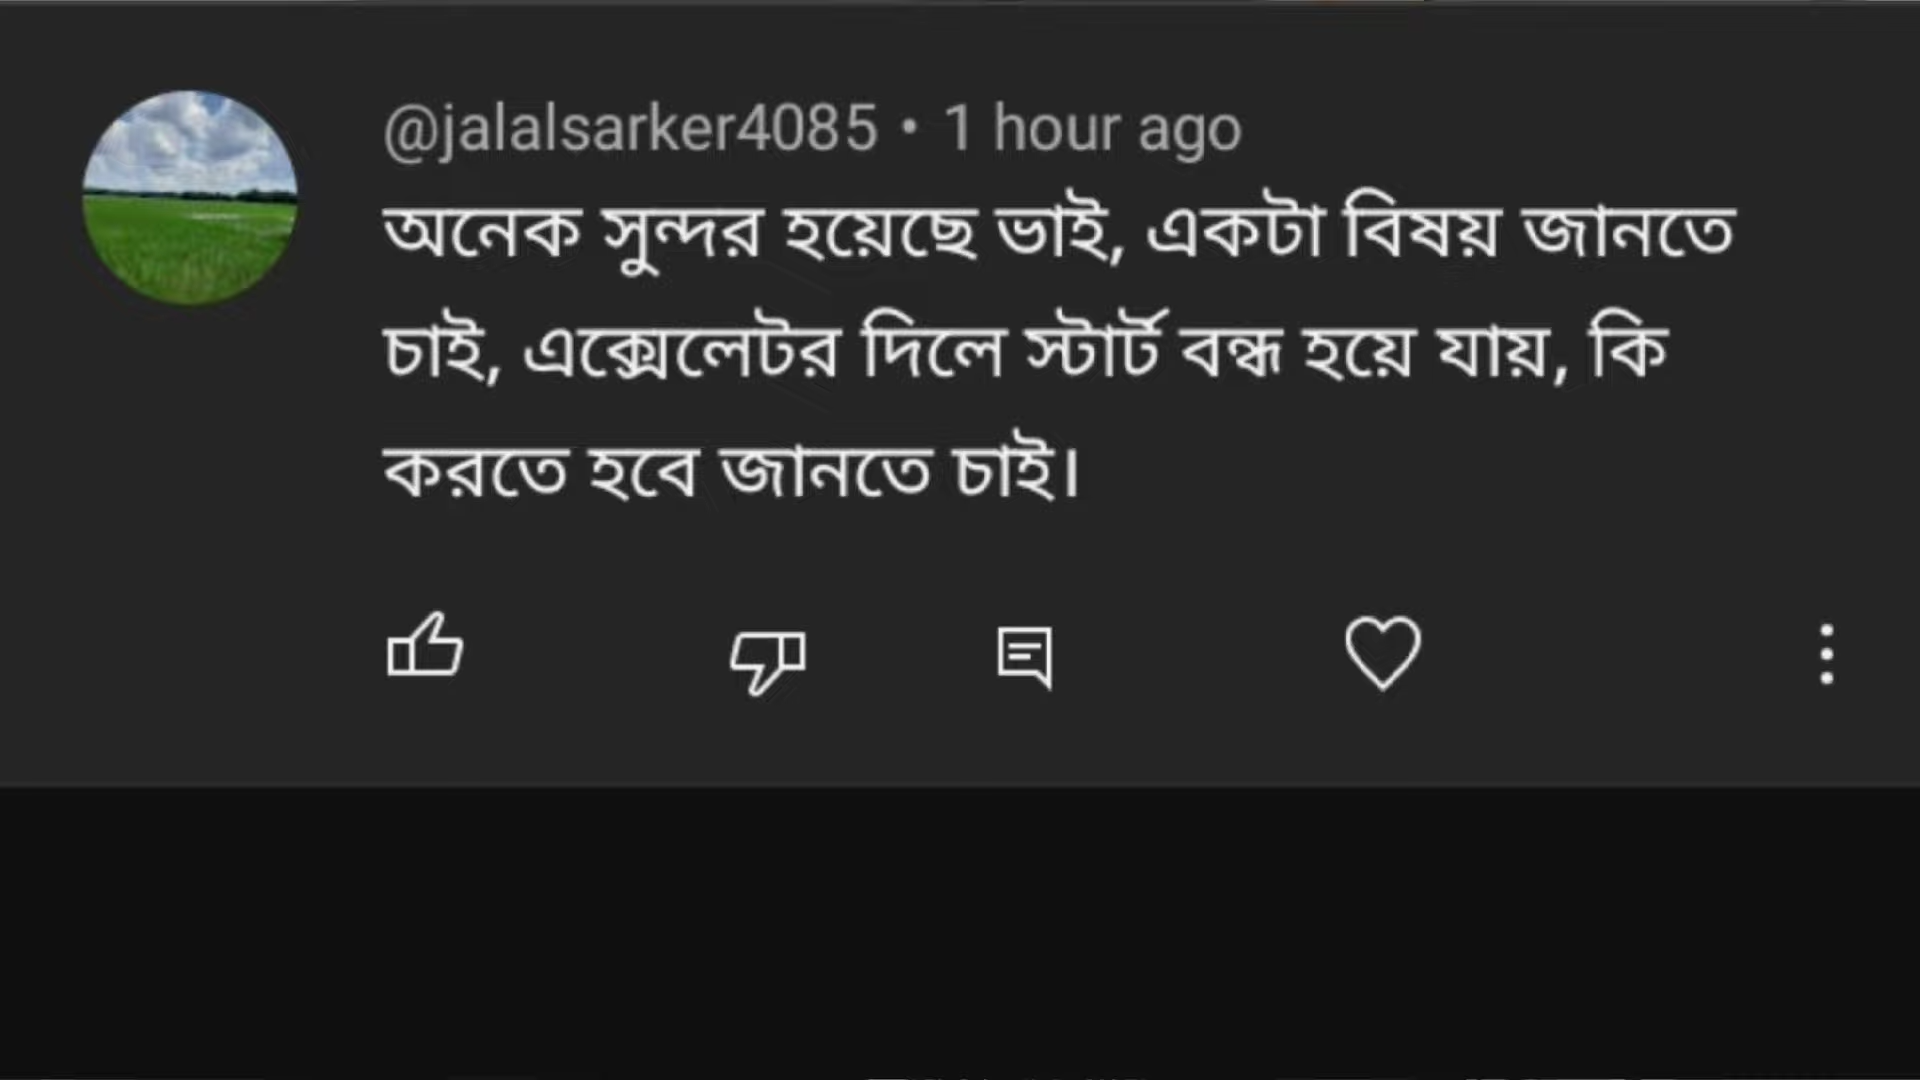 @jalalsarker4085 • 1 hour ago
অনেক সুন্দর হয়েছে ভাই, একটা বিষয় জানতে
চাই, এক্সেলেটর দিলে স্টার্ট বন্ধ হয়ে যায়, কি
করতে হবে জানতে চাই।